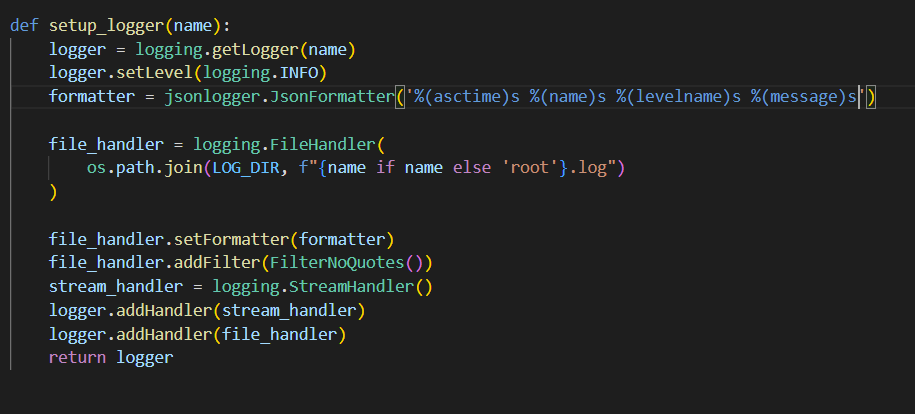 def setup_logger(name):
    logger = logging.getLogger(name)
    logger.setLevel(logging.INFO)
    formatter = jsonlogger.JsonFormatter('%(asctime)s %(name)s %(levelname)s %(message)s')
    file_handler = logging.FileHandler(
        os.path.join(LOG_DIR, f"{name if name else 'root'}.log")
    )
    file_handler.setFormatter(formatter)
    file_handler.addFilter(FilterNoQuotes())
    stream_handler = logging.StreamHandler()
    logger.addHandler(stream_handler)
    logger.addHandler(file_handler)
    return logger